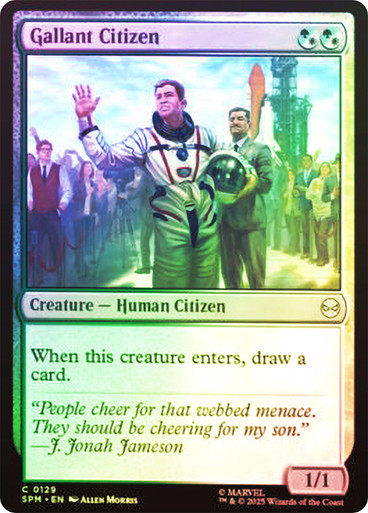 Gallant Citizen
Creature — Human Citizen
When this creature enters, draw a
card.
“People cheer for that webbed menace.
They should be cheering for my son.”
—J. Jonah Jameson
1/1
C 0129
SPM • EN Allen Morris
© MARVEL
™ & © 2025 Wizards of the Coast